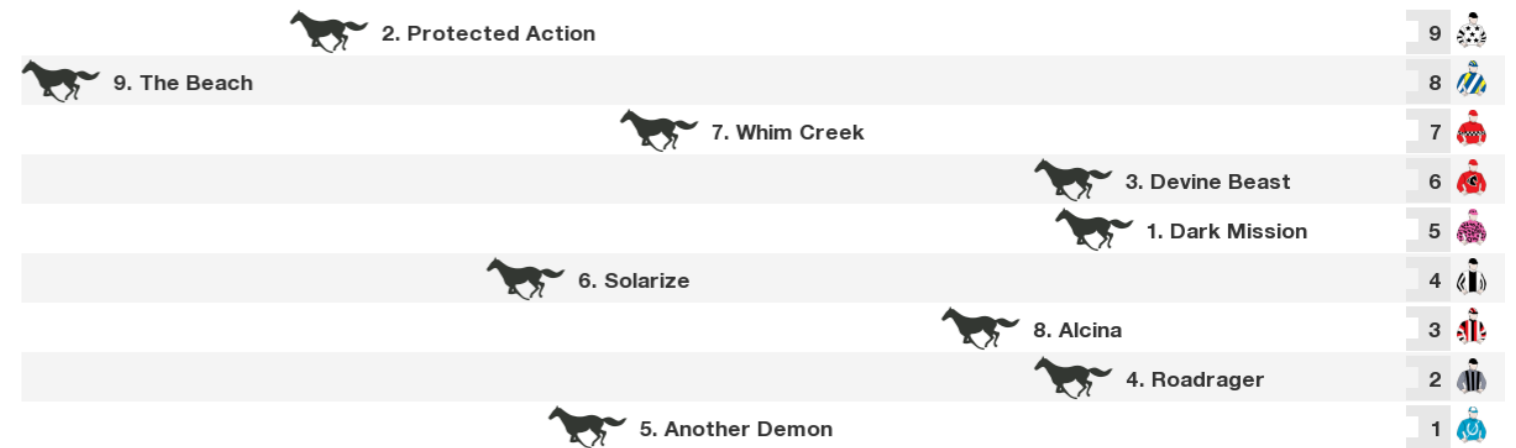 2. Protected Action 9
9. The Beach 8
7. Whim Creek 7
3. Devine Beast 6
1. Dark Mission 5
6. Solarize 4
8. Alcina 3
4. Roadrager 2
5. Another Demon 1